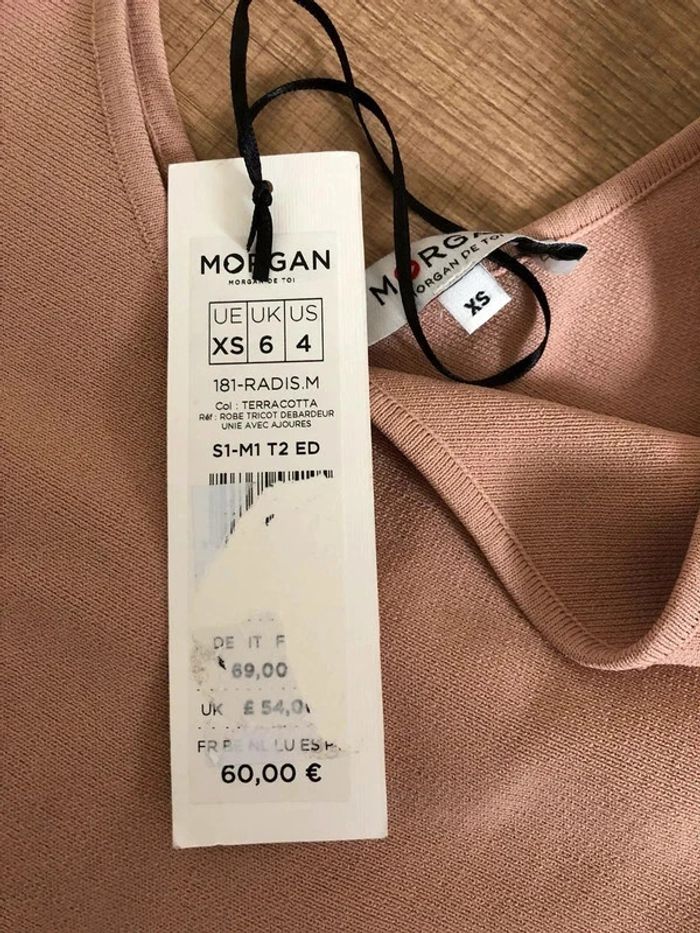 MORGAN
MORGAN DE TOI
UE UK US
XS 6 4
181-RADIS.M
Col : TERRACOTTA
Réf : ROBE TRICOT DEBARDEUR
UNIE AVEC AJOURES
S1-M1 T2 ED
DE IT F
69,00
UK £ 54,0
FR BE NL LU ES P
60,00 €
MORGA
MORGAN DE TOI
XS